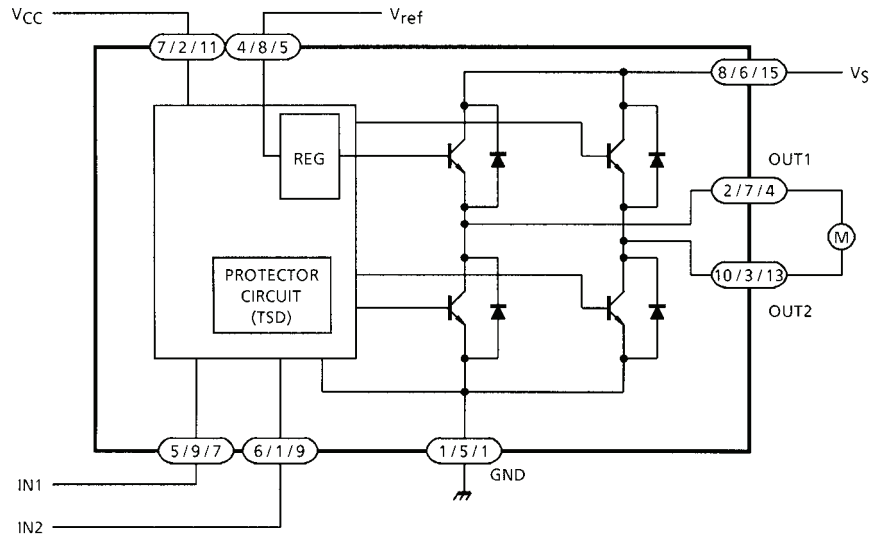 VCC
Vref
7/2/11
4/8/5
8/6/15
VS
REG
OUT1
2/7/4
M
PROTECTOR
CIRCUIT
(TSD)
10/3/13
OUT2
5/9/7
6/1/9
1/5/1
GND
IN1
IN2